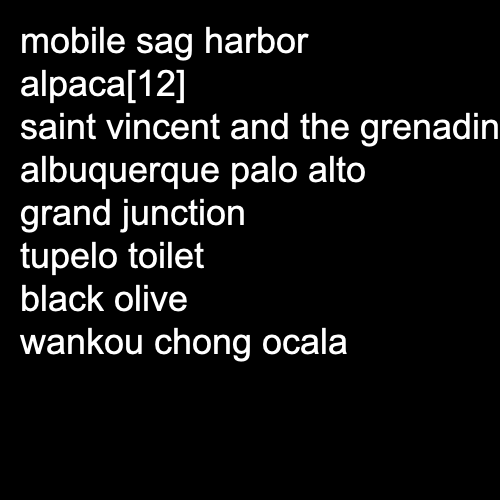 mobile sag harbor
alpaca[12]
saint vincent and the grenadin
albuquerque palo alto
grand junction
tupelo toilet
black olive
wankou chong ocala